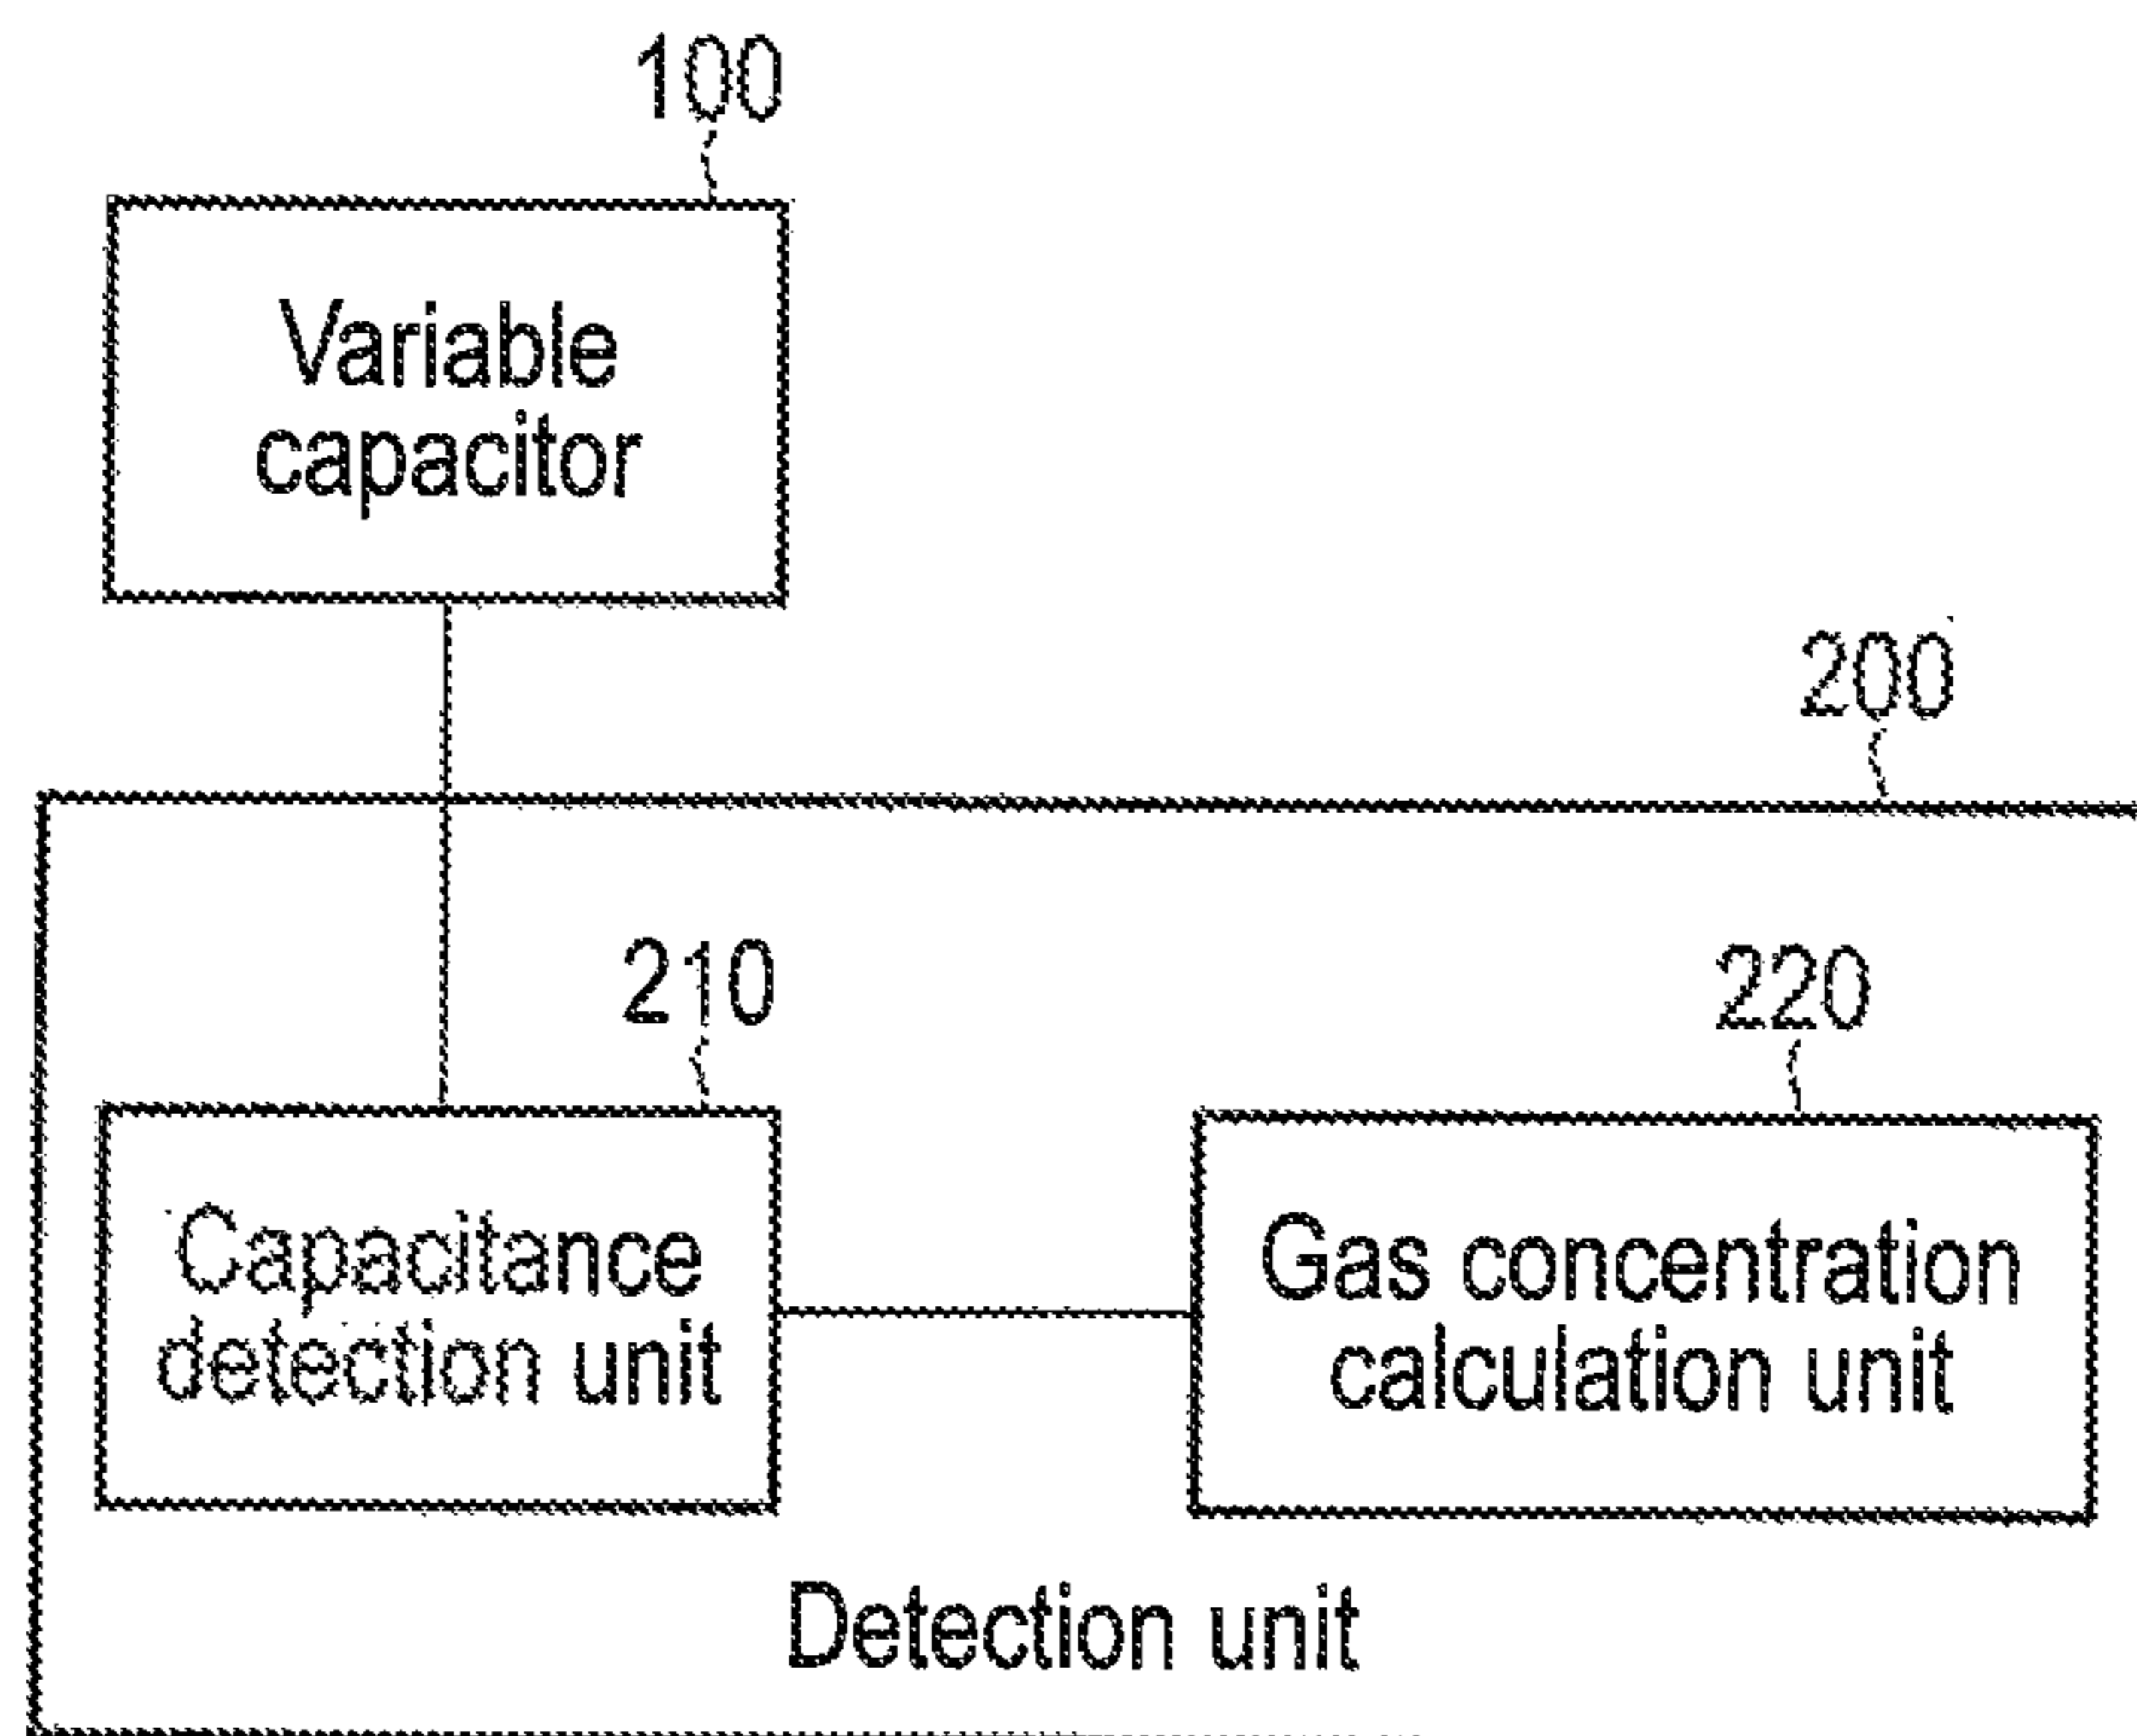 100
Variable
capacitor
200
210
220
Capacitance
detection unit
Gas concentration
calculation unit
Detection unit